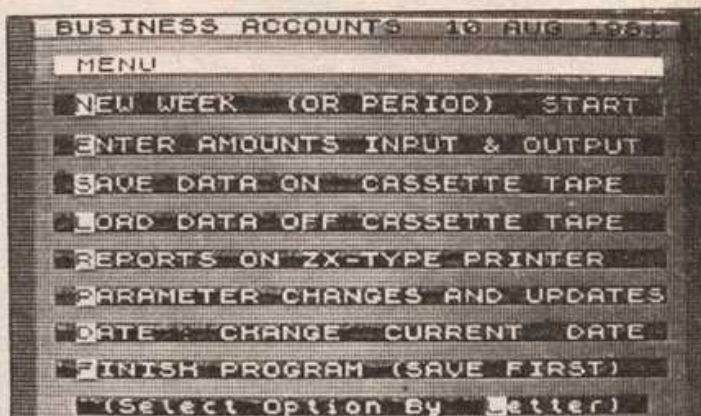 BUSINESS ACCOUNTS 10 AUG
MENU
NEW WEEK (OR PERIOD) START
ENTER AMOUNTS INPUT & OUTPUT
SAVE DATA ON CASSETTE TAPE
LOAD DATA OFF CASSETTE TAPE
REPORTS ON ZX-TYPE PRINTER
PARAMETER CHANGES AND UPDATES
DATE : CHANGE CURRENT DATE
FINISH PROGRAM (SAVE FIRST)
(Select Option By Letter)